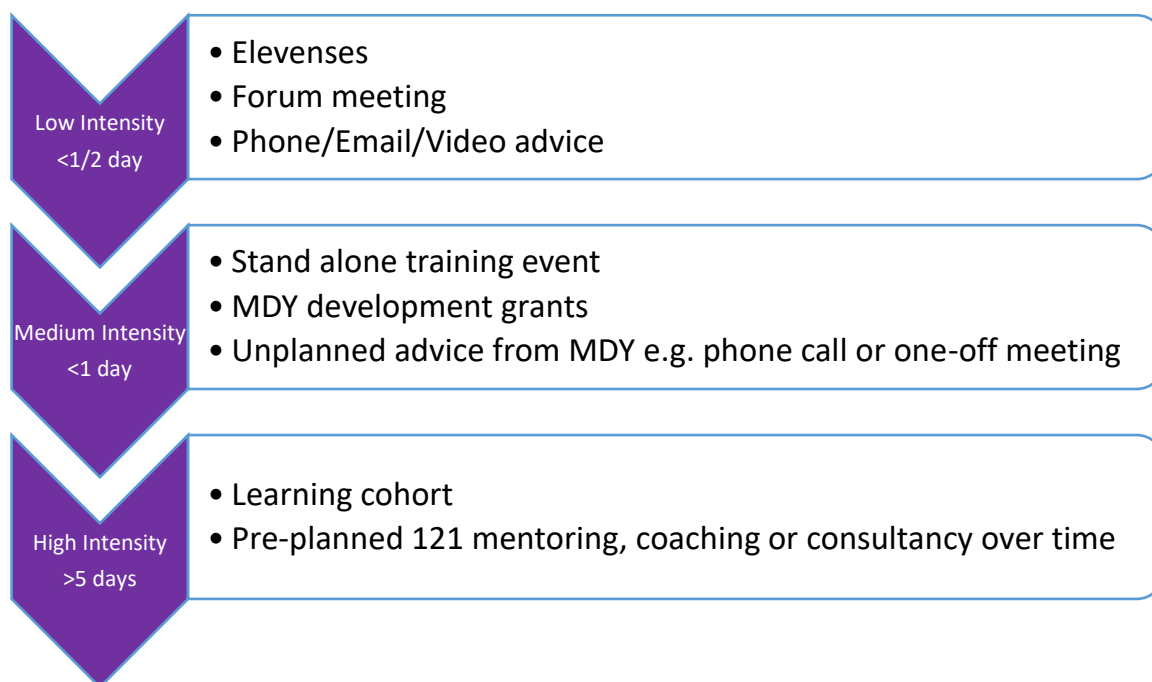 Low Intensity
<1/2 day
• Elevenses
• Forum meeting
• Phone/Email/Video advice
Medium Intensity
<1 day
• Stand alone training event
• MDY development grants
• Unplanned advice from MDY e.g. phone call or one-off meeting
High Intensity
>5 days
• Learning cohort
• Pre-planned 121 mentoring, coaching or consultancy over time